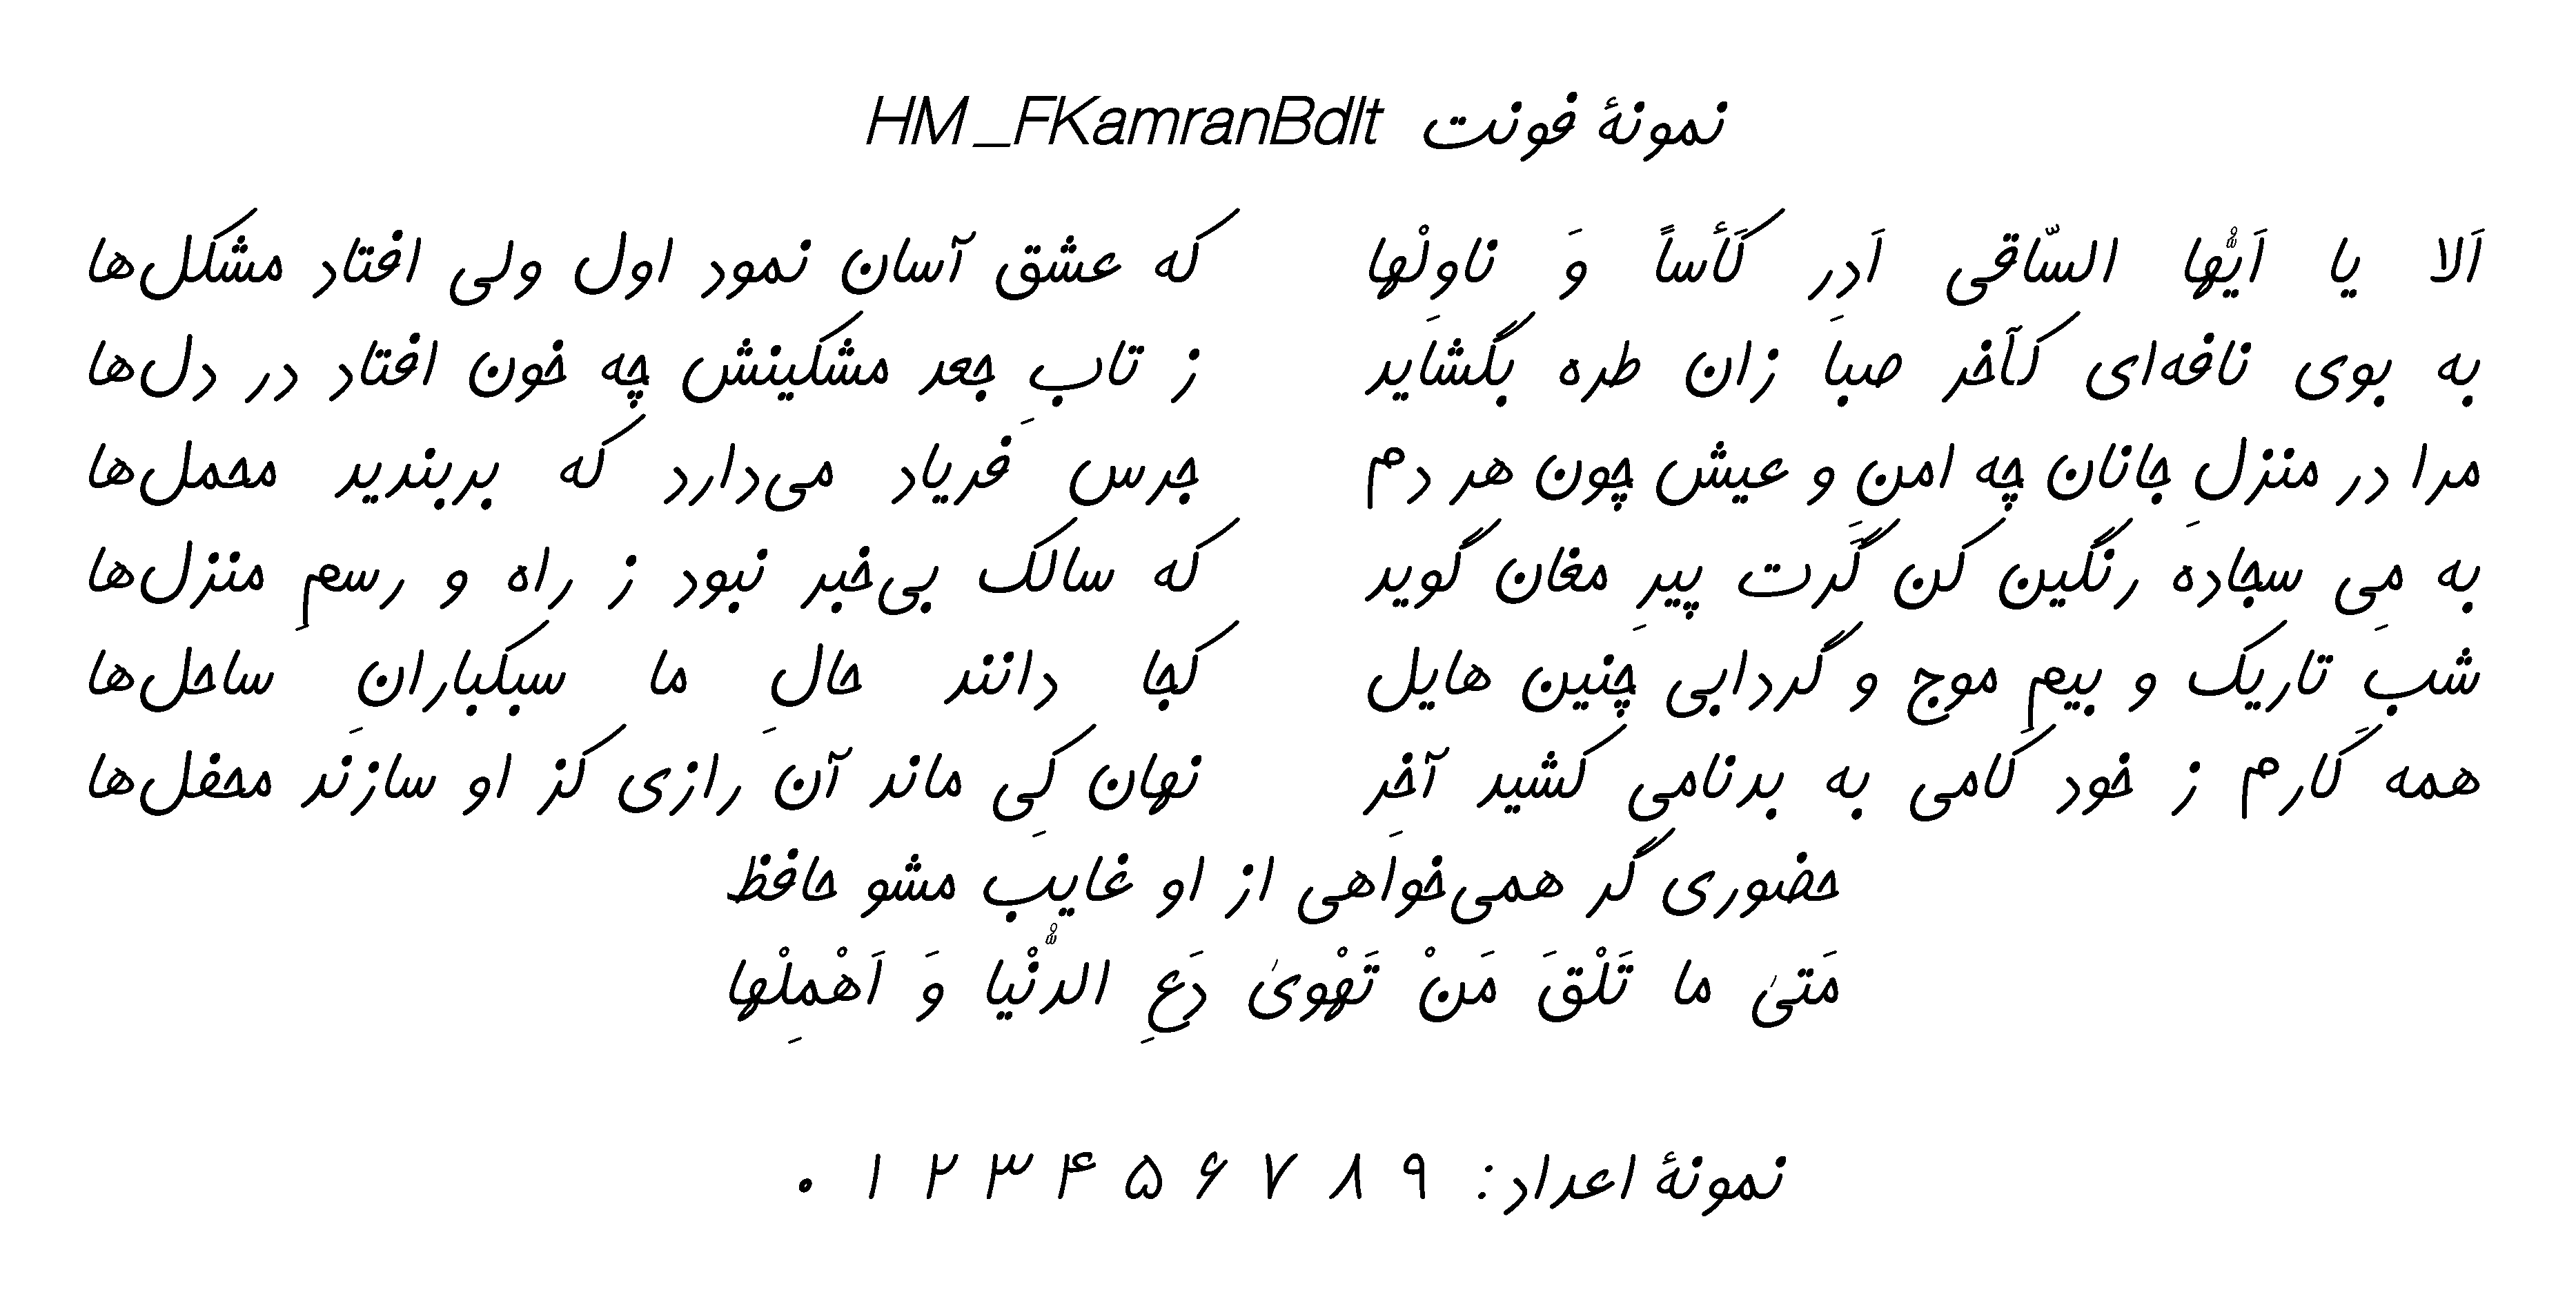 نمونهٔ فونت HM_FKamranBdIt
اَلا یا اَیُّها السّاقی اَدِر کَأساً وَ ناوِلْها که عشق آسان نمود اول ولی افتاد مشکل‌ها
به بوی نافه‌ای کآخر صبا زان طره بگشاید ز تابِ جعد مشکینش چه خون افتاد در دل‌ها
مرا در منزلِ جانان چه امنِ و عیش چون هر دم جرس فریاد می‌دارد که بربندید محمل‌ها
به مِی سجاده رنگین کن گَرت پیرِ مغان گوید که سالک بی‌خبر نبود ز راه و رسمِ منزل‌ها
شبِ تاریک و بیمِ موج و گردابی چنین هایل کجا دانند حالِ ما سبکبارانِ ساحل‌ها
همه کارم ز خود کامی به بدنامی کشید آخِر نهان کِی ماند آن رازی کز او سازند محفل‌ها
حضوری گر همی‌خواهی از او غایب مشو حافظ
مَتیٰ ما تَلْقَ مَنْ تَهْویٰ دَعِ الدُّنْیا وَ اَهْمِلْها
نمونهٔ اعداد: ۹ ۸ ۷ ۶ ۵ ۴ ۳ ۲ ۱ ۰